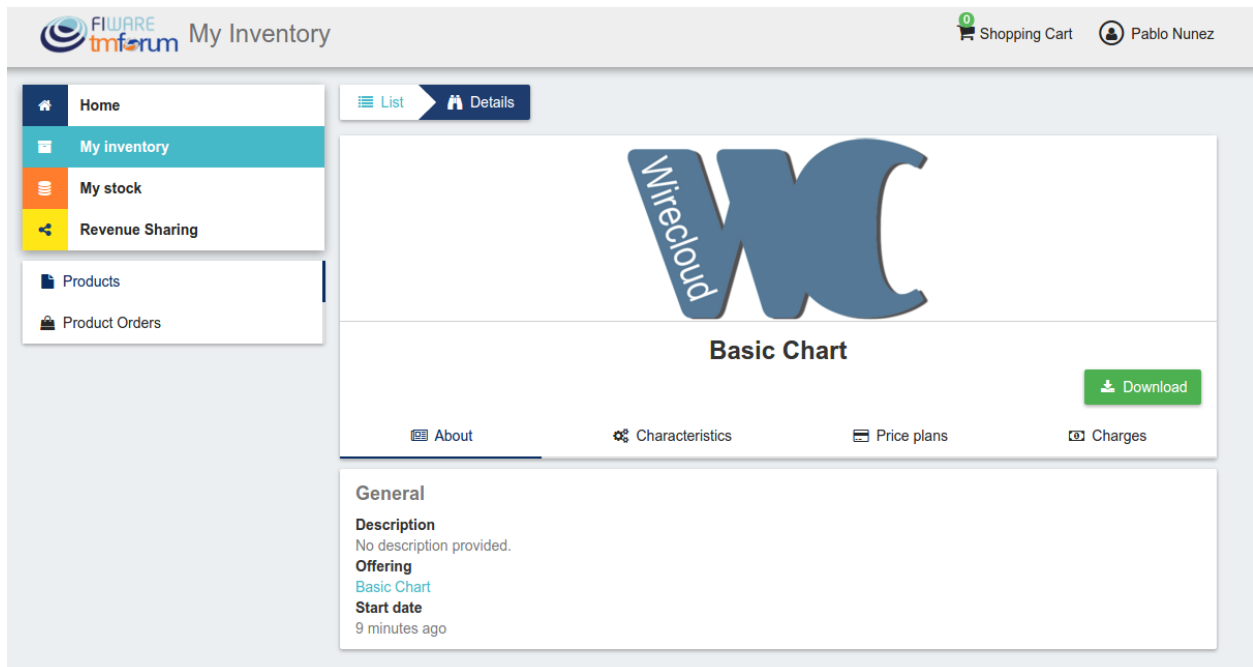 FIWARE
tmforum
My Inventory
0
Shopping Cart
Pablo Nunez
Home
My inventory
My stock
Revenue Sharing
Products
Product Orders
List
Details
Wirecloud
WC
Basic Chart
Download
About
Characteristics
Price plans
Charges
General
Description
No description provided.
Offering
Basic Chart
Start date
9 minutes ago